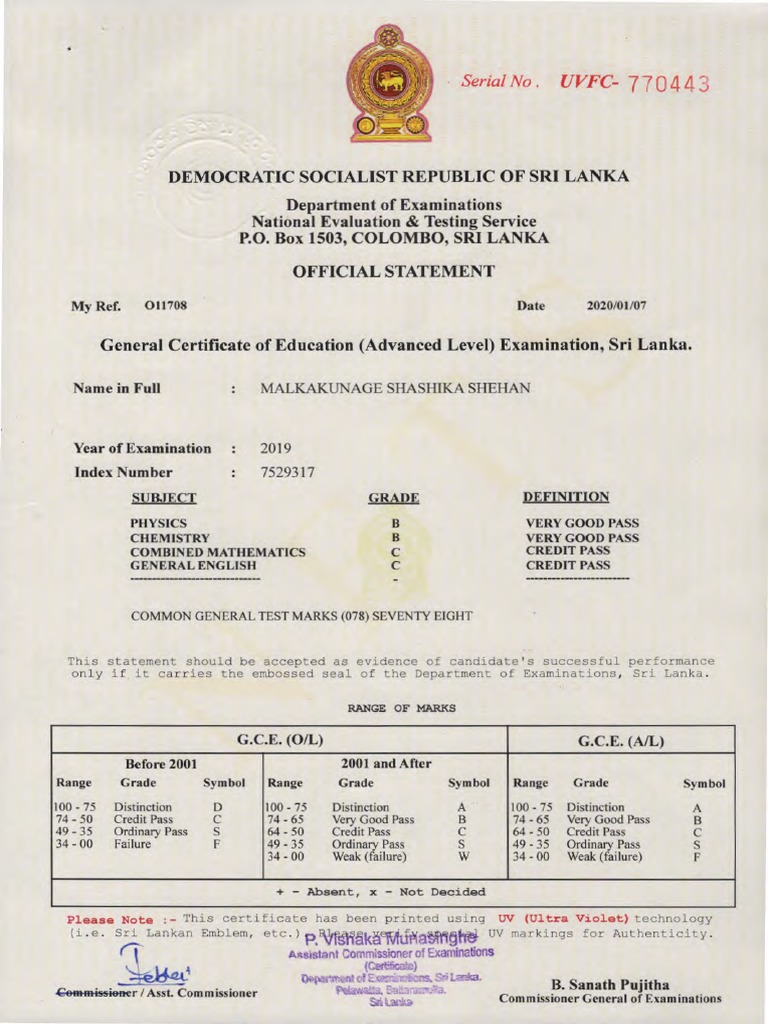 Serial No. UVFC- 770443
DEMOCRATIC SOCIALIST REPUBLIC OF SRI LANKA
Department of Examinations
National Evaluation & Testing Service
P.O. Box 1503, COLOMBO, SRI LANKA
OFFICIAL STATEMENT
My Ref. O11708 Date 2020/01/07
General Certificate of Education (Advanced Level) Examination, Sri Lanka.
Name in Full : MALKAKUNAGE SHASHIKA SHEHAN
Year of Examination : 2019
Index Number : 7529317
SUBJECT GRADE DEFINITION
PHYSICS B VERY GOOD PASS
CHEMISTRY B VERY GOOD PASS
COMBINED MATHEMATICS C CREDIT PASS
GENERAL ENGLISH C CREDIT PASS
COMMON GENERAL TEST MARKS (078) SEVENTY EIGHT
This statement should be accepted as evidence of candidate's successful performance
only if it carries the embossed seal of the Department of Examinations, Sri Lanka.
RANGE OF MARKS
G.C.E. (O/L) G.C.E. (A/L)
Before 2001 2001 and After
Range Grade Symbol Range Grade Symbol Range Grade Symbol
100 - 75 Distinction D 100 - 75 Distinction A 100 - 75 Distinction A
74 - 50 Credit Pass C 74 - 65 Very Good Pass B 74 - 65 Very Good Pass B
49 - 35 Ordinary Pass S 64 - 50 Credit Pass C 64 - 50 Credit Pass C
34 - 00 Failure F 49 - 35 Ordinary Pass S 49 - 35 Ordinary Pass S
34 - 00 Weak (failure) W 34 - 00 Weak (failure) F
+ - Absent, x - Not Decided
Please Note :- This certificate has been printed using UV (Ultra Violet) technology
(i.e. Sri Lankan Emblem, etc.) Please verify special UV markings for Authenticity.
P. Vishaka Munasinghe
Assistant Commissioner of Examinations
(Certificate)
Department of Examinations, Sri Lanka.
Pelawatta, Battaramulla.
Sri Lanka
Commissioner / Asst. Commissioner
B. Sanath Pujitha
Commissioner General of Examinations